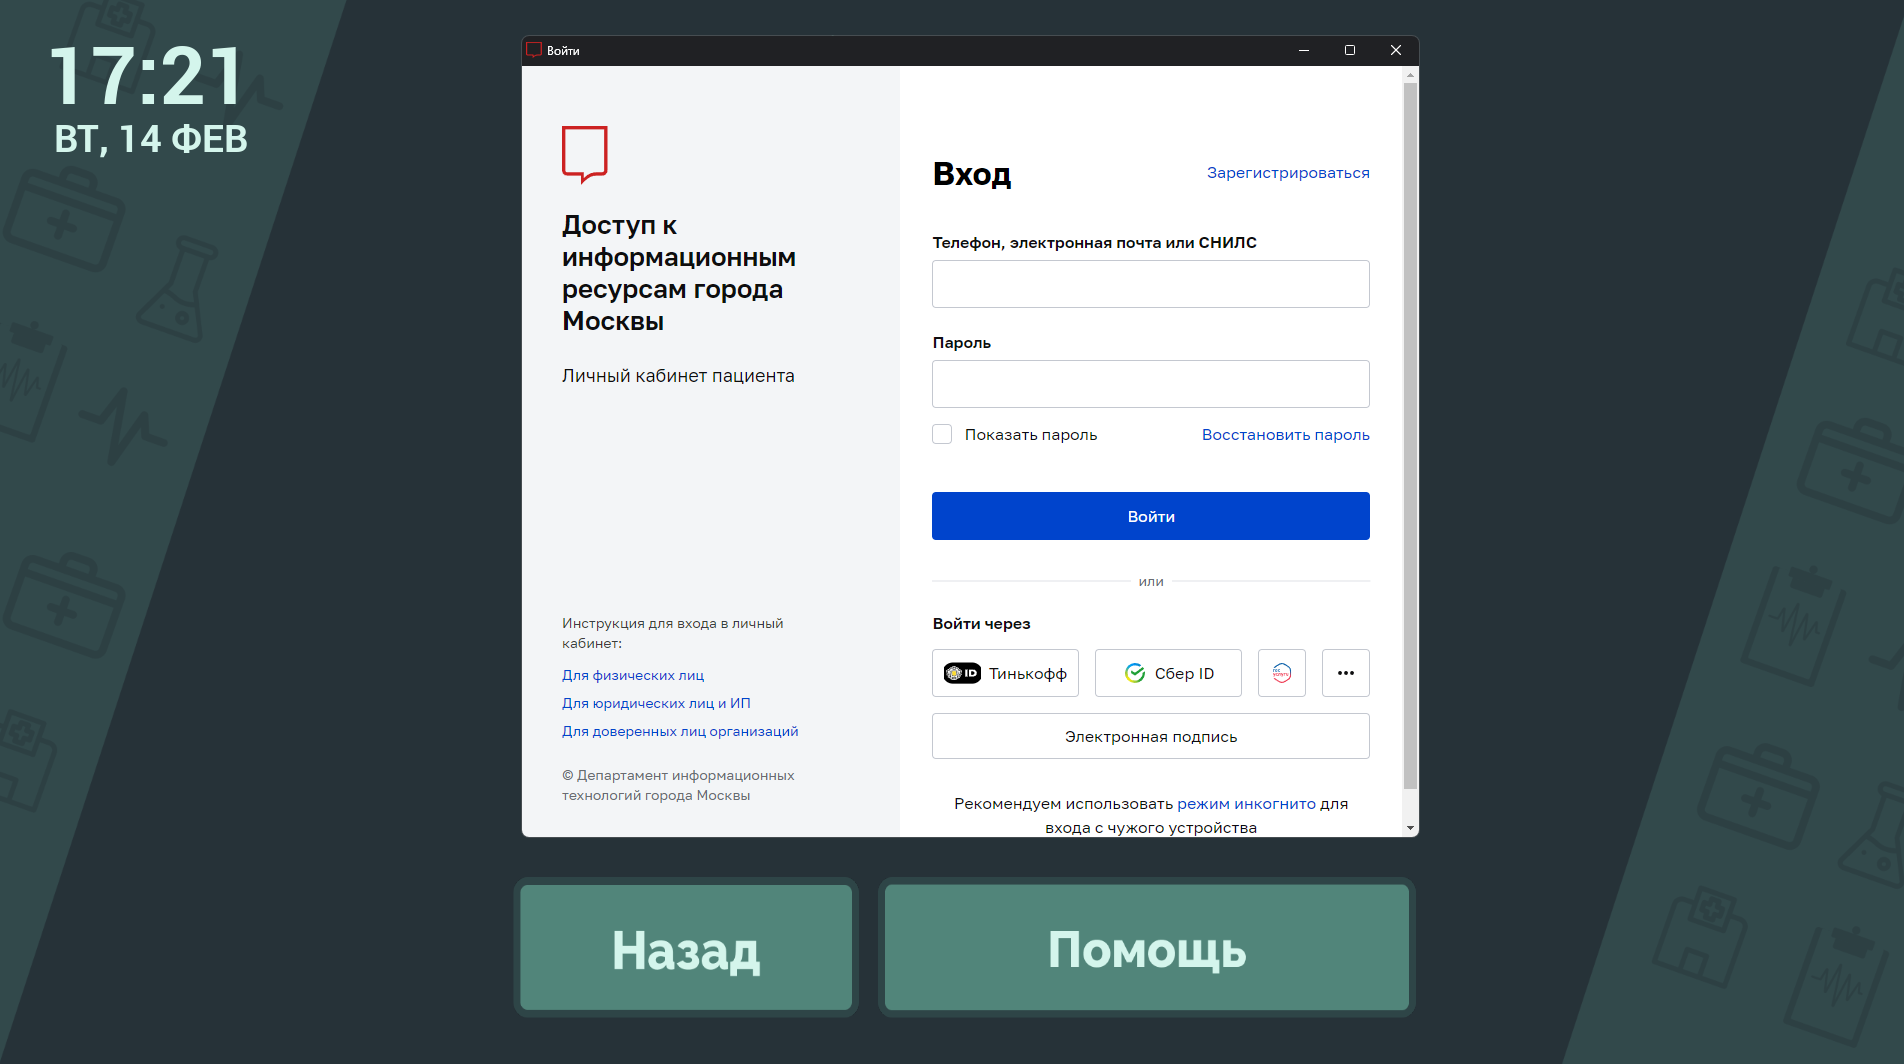 17:21
ВТ, 14 ФЕВ
Войти
Доступ к
информационным
ресурсам города
Москвы
Личный кабинет пациента
Инструкция для входа в личный
кабинет:
Для физических лиц
Для юридических лиц и ИП
Для доверенных лиц организаций
© Департамент информационных
технологий города Москвы
Вход
Зарегистрироваться
Телефон, электронная почта или СНИЛС
Пароль
Показать пароль
Восстановить пароль
Войти
или
Войти через
ID Тинькофф
Сбер ID
Электронная подпись
Рекомендуем использовать режим инкогнито для
входа с чужого устройства
Назад
Помощь